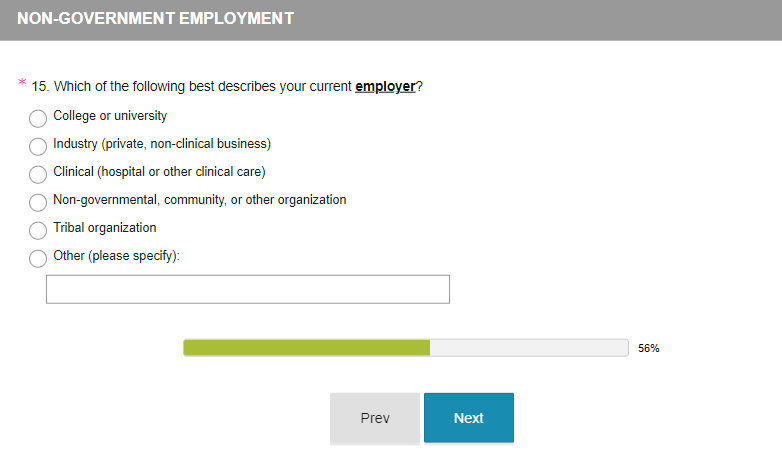 NON-GOVERNMENT EMPLOYMENT
* 15. Which of the following best describes your current employer?
College or university
Industry (private, non-clinical business)
Clinical (hospital or other clinical care)
Non-governmental, community, or other organization
Tribal organization
Other (please specify):
56%
Prev
Next